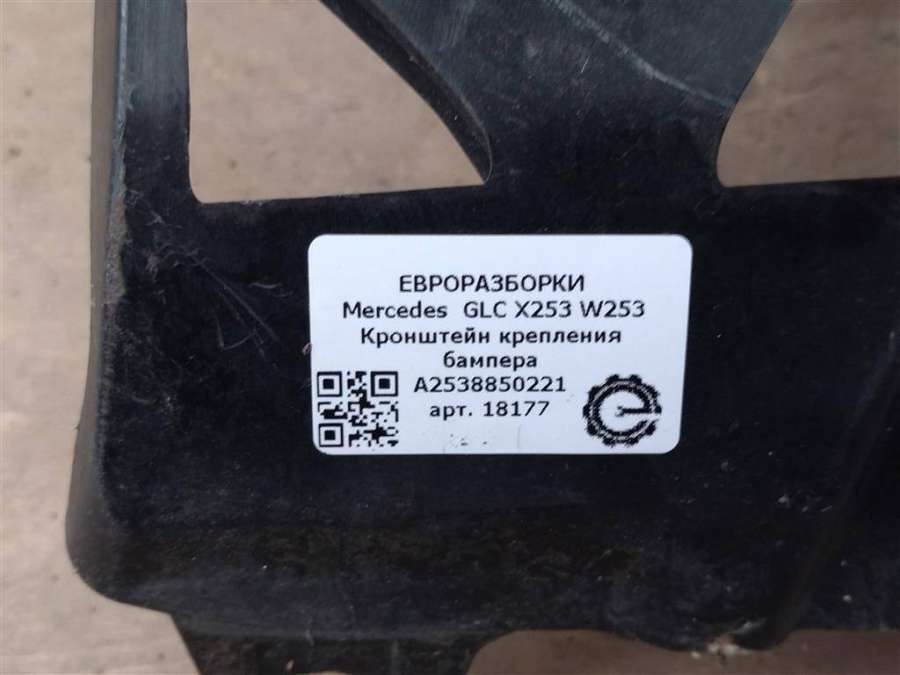 ЕВРОРАЗБОРКИ
Mercedes GLC X253 W253
Кронштейн крепления
бампера
A2538850221
арт. 18177